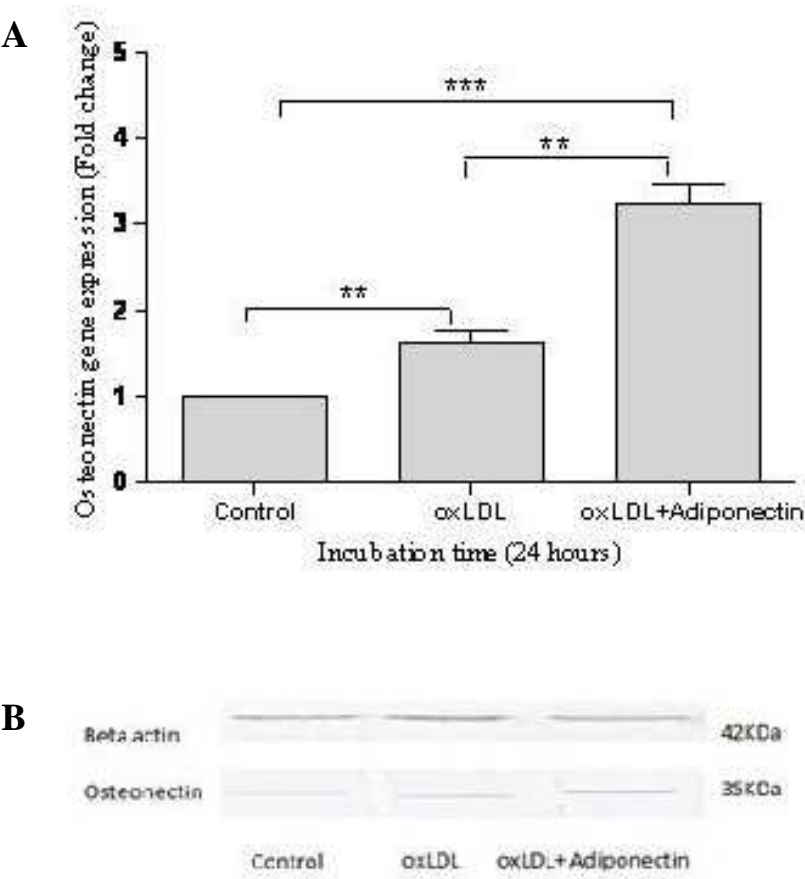 A
Osteonectin gene expression (Fold change)
5
4
3
2
1
0
***
**
**
Control oxLDL oxLDL+Adiponectin
Incubation time (24 hours)
B
Beta actin 42KDa
Osteonectin 35KDa
Control oxLDL oxLDL+Adiponectin